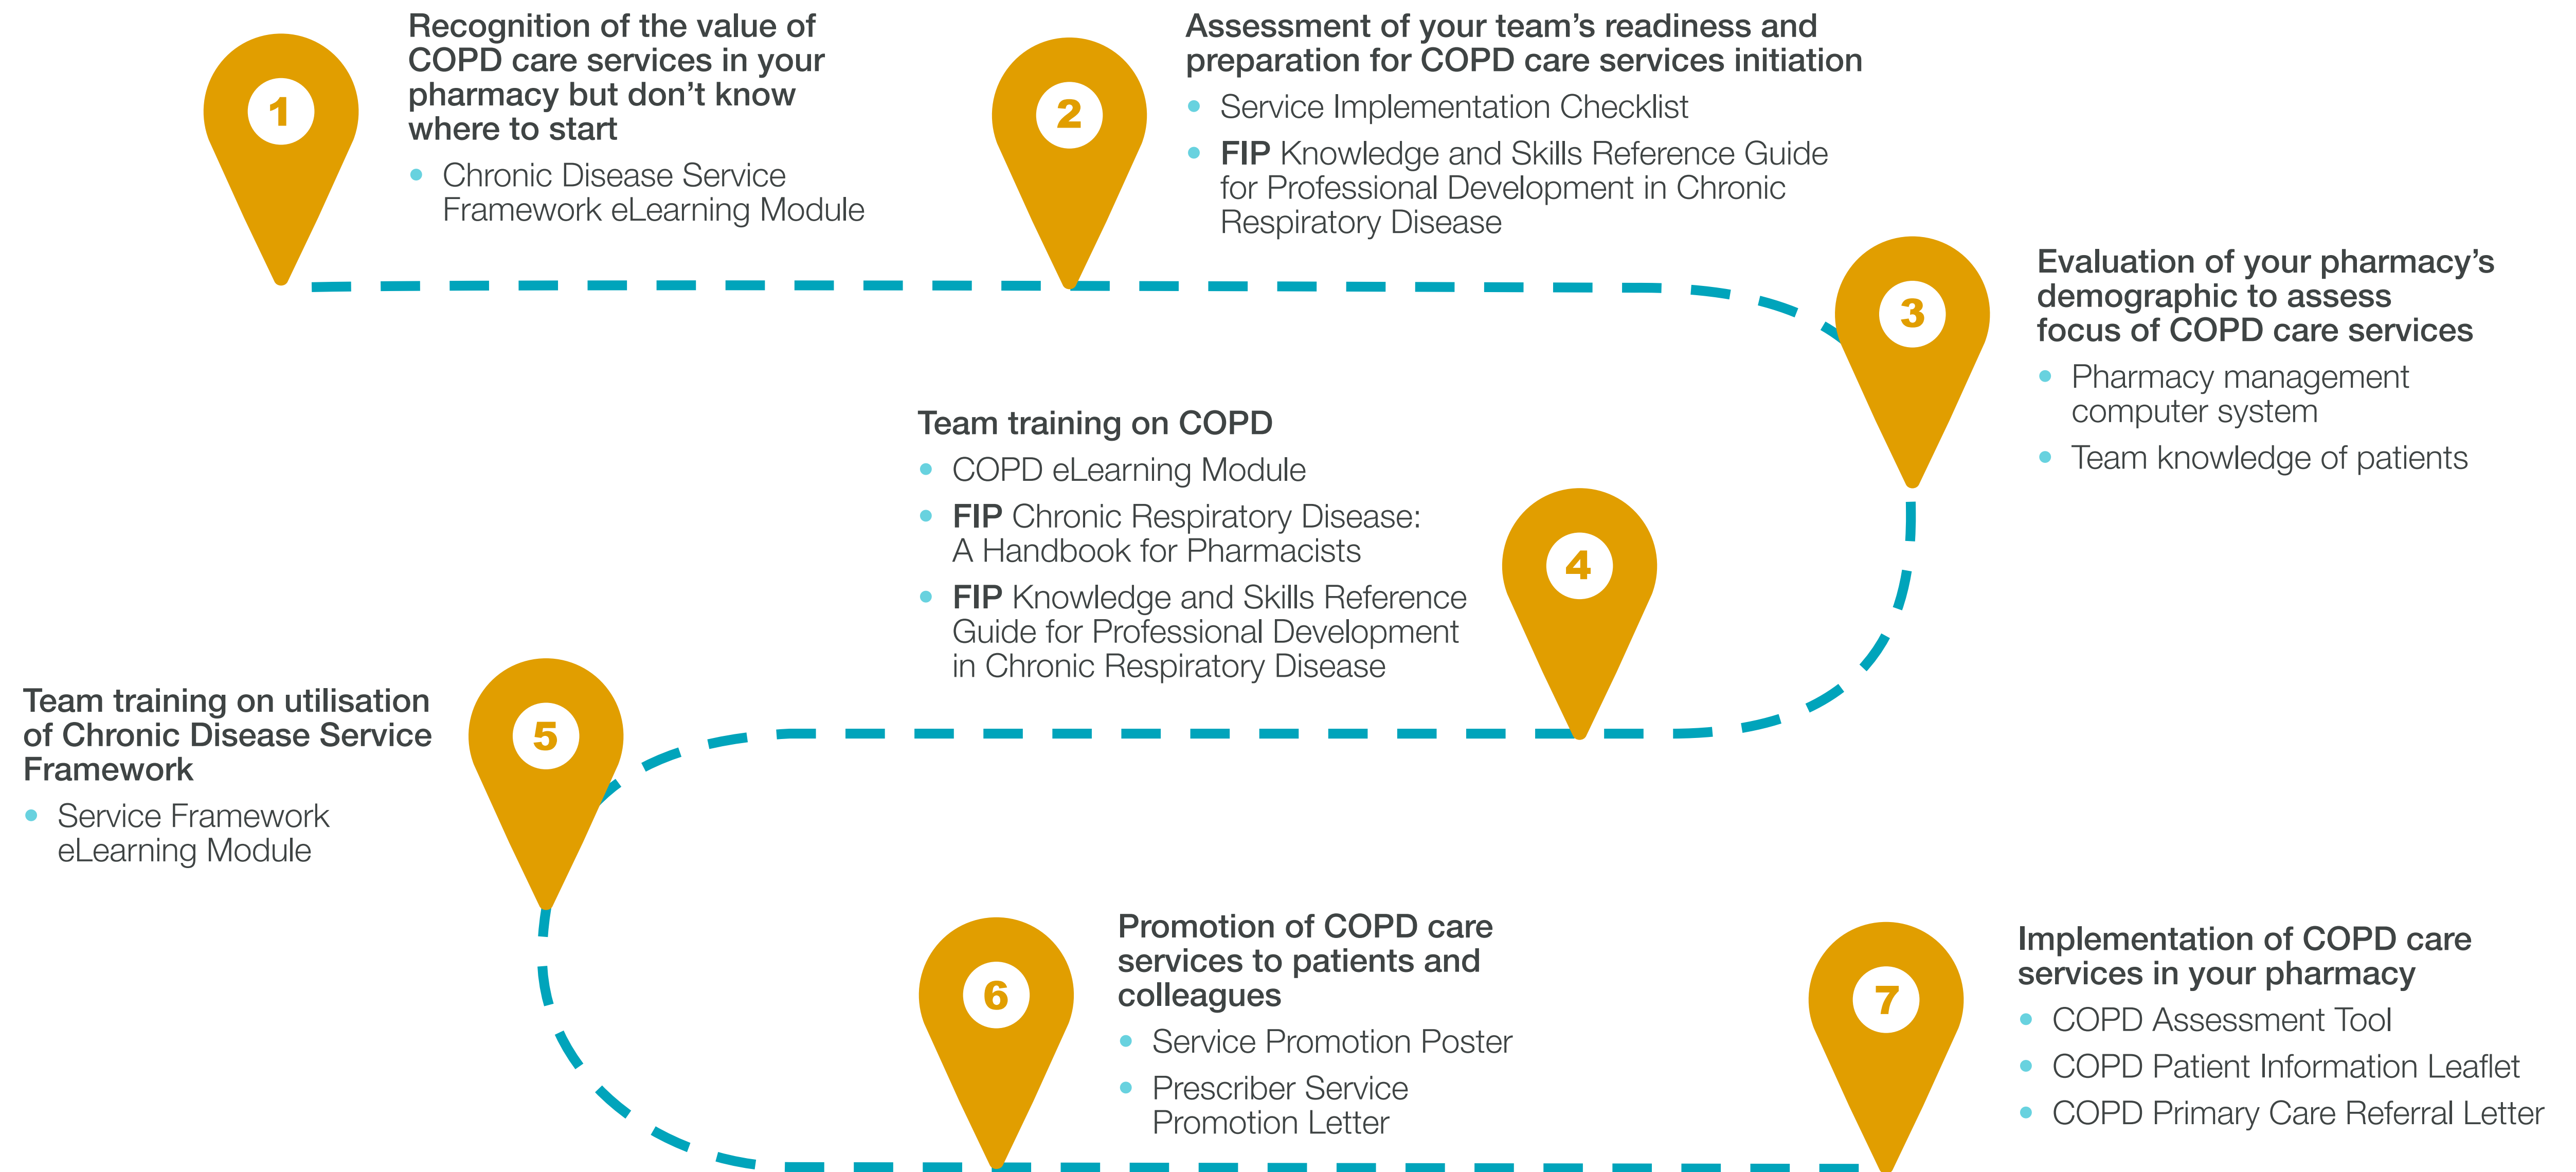 1
Recognition of the value of
COPD care services in your
pharmacy but don’t know
where to start
• Chronic Disease Service
Framework eLearning Module
2
Assessment of your team’s readiness and
preparation for COPD care services initiation
• Service Implementation Checklist
• FIP Knowledge and Skills Reference Guide
for Professional Development in Chronic
Respiratory Disease
3
Evaluation of your pharmacy’s
demographic to assess
focus of COPD care services
• Pharmacy management
computer system
• Team knowledge of patients
4
Team training on COPD
• COPD eLearning Module
• FIP Chronic Respiratory Disease:
A Handbook for Pharmacists
• FIP Knowledge and Skills Reference
Guide for Professional Development
in Chronic Respiratory Disease
5
Team training on utilisation
of Chronic Disease Service
Framework
• Service Framework
eLearning Module
6
Promotion of COPD care
services to patients and
colleagues
• Service Promotion Poster
• Prescriber Service
Promotion Letter
7
Implementation of COPD care
services in your pharmacy
• COPD Assessment Tool
• COPD Patient Information Leaflet
• COPD Primary Care Referral Letter